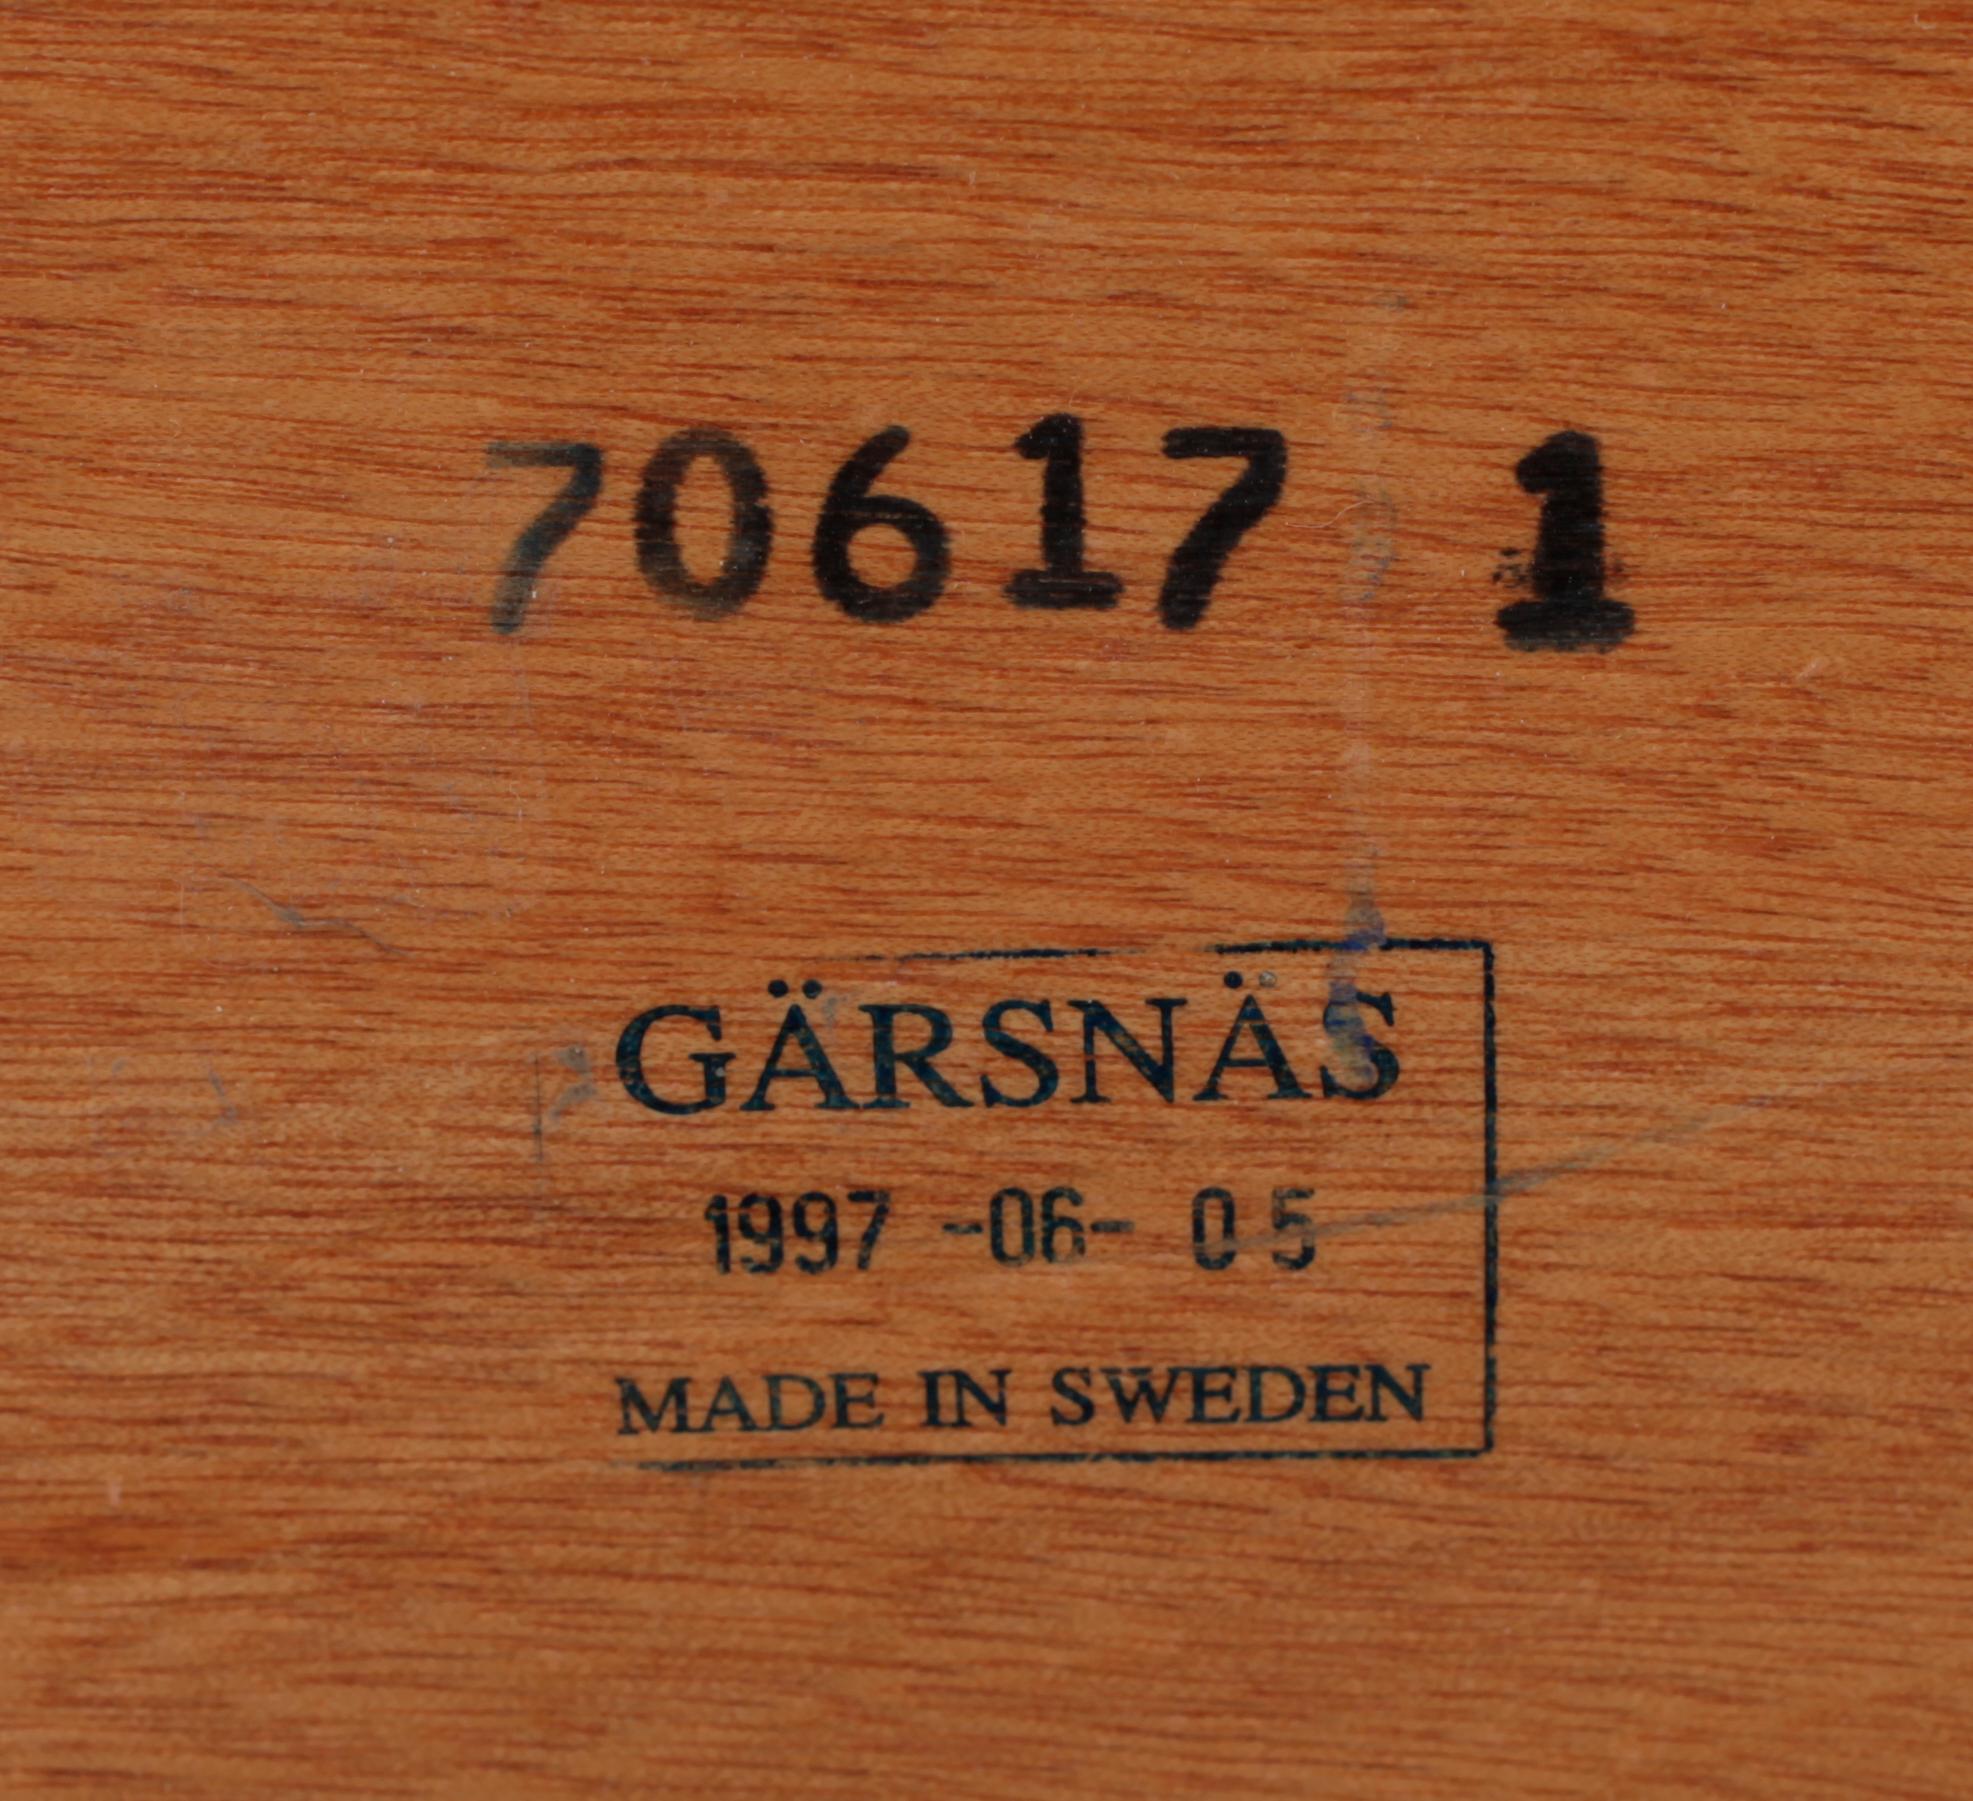 70617 1
GÄRSNÄS
1997 -06- 05
MADE IN SWEDEN